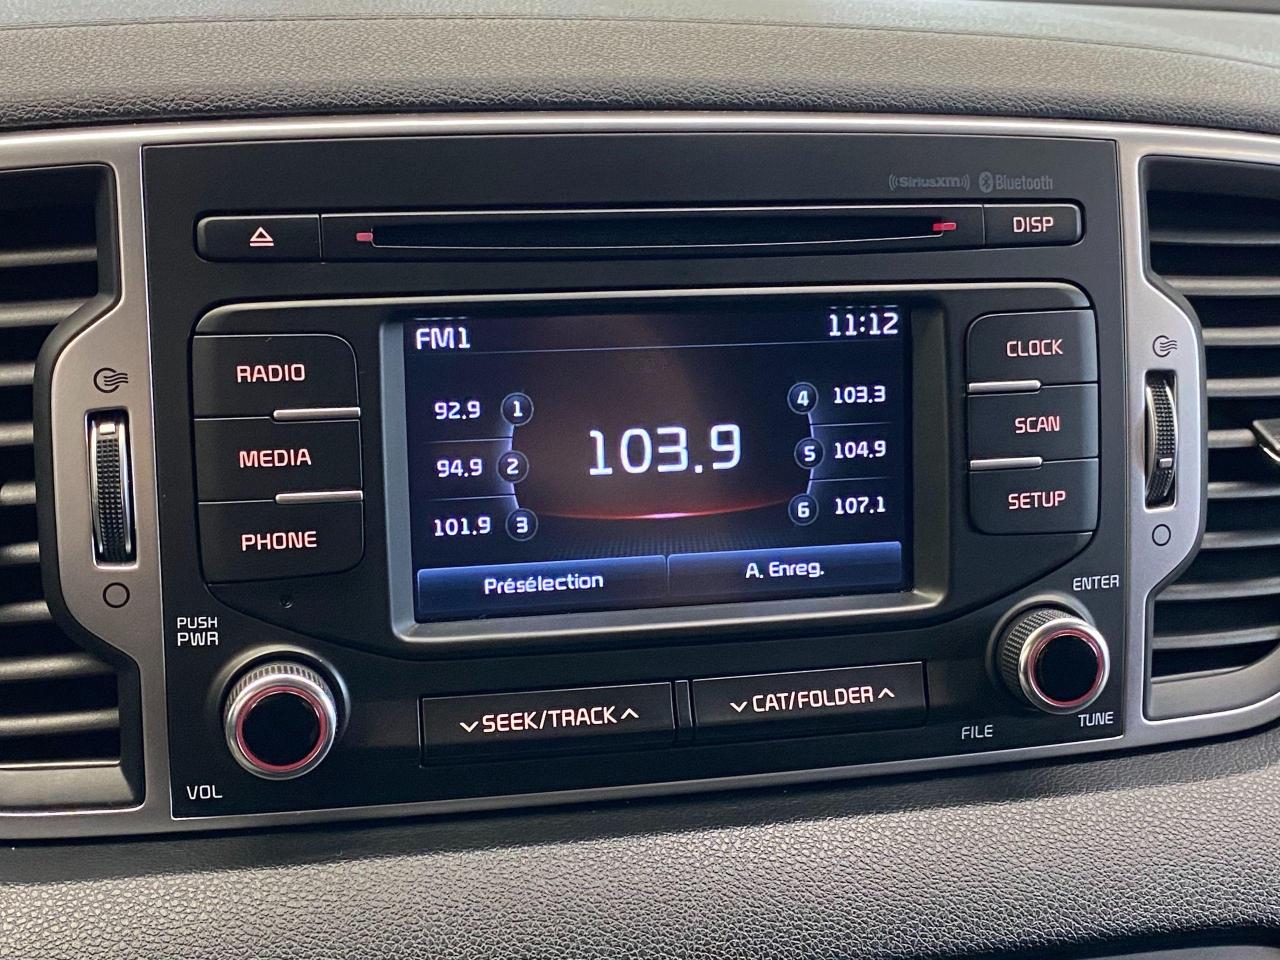 ((SiriusXM)) Bluetooth
DISP
RADIO
MEDIA
PHONE
FM1 11:12
92.9 1
94.9 2
101.9 3
103.9
4 103.3
5 104.9
6 107.1
Présélection A. Enreg.
CLOCK
SCAN
SETUP
PUSH
PWR
VOL
SEEK/TRACK
CAT/FOLDER
ENTER
FILE
TUNE